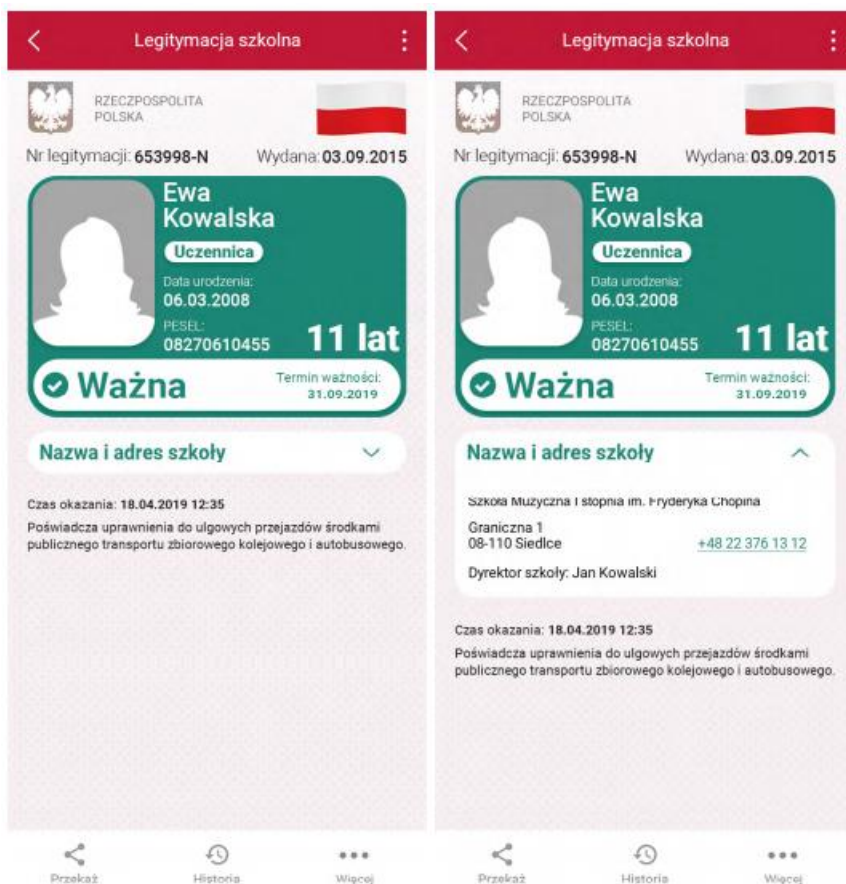 Legitymacja szkolna
RZECZPOSPOLITA
POLSKA
Nr legitymacji: 653998-N Wydana: 03.09.2015
Ewa
Kowalska
Uczennica
Data urodzenia:
06.03.2008
PESEL:
08270610455
11 lat
Ważna
Termin ważności:
31.09.2019
Nazwa i adres szkoły
Czas okazania: 18.04.2019 12:35
Poświadcza uprawnienia do ulgowych przejazdów środkami
publicznego transportu zbiorowego kolejowego i autobusowego.
Przekaż Historia Więcej
Legitymacja szkolna
RZECZPOSPOLITA
POLSKA
Nr legitymacji: 653998-N Wydana: 03.09.2015
Ewa
Kowalska
Uczennica
Data urodzenia:
06.03.2008
PESEL:
08270610455
11 lat
Ważna
Termin ważności:
31.09.2019
Nazwa i adres szkoły
Szkoła Muzyczna I stopnia im. Fryderyka Chopina
Graniczna 1
08-110 Siedlce +48 22 376 13 12
Dyrektor szkoły: Jan Kowalski
Czas okazania: 18.04.2019 12:35
Poświadcza uprawnienia do ulgowych przejazdów środkami
publicznego transportu zbiorowego kolejowego i autobusowego.
Przekaż Historia Więcej